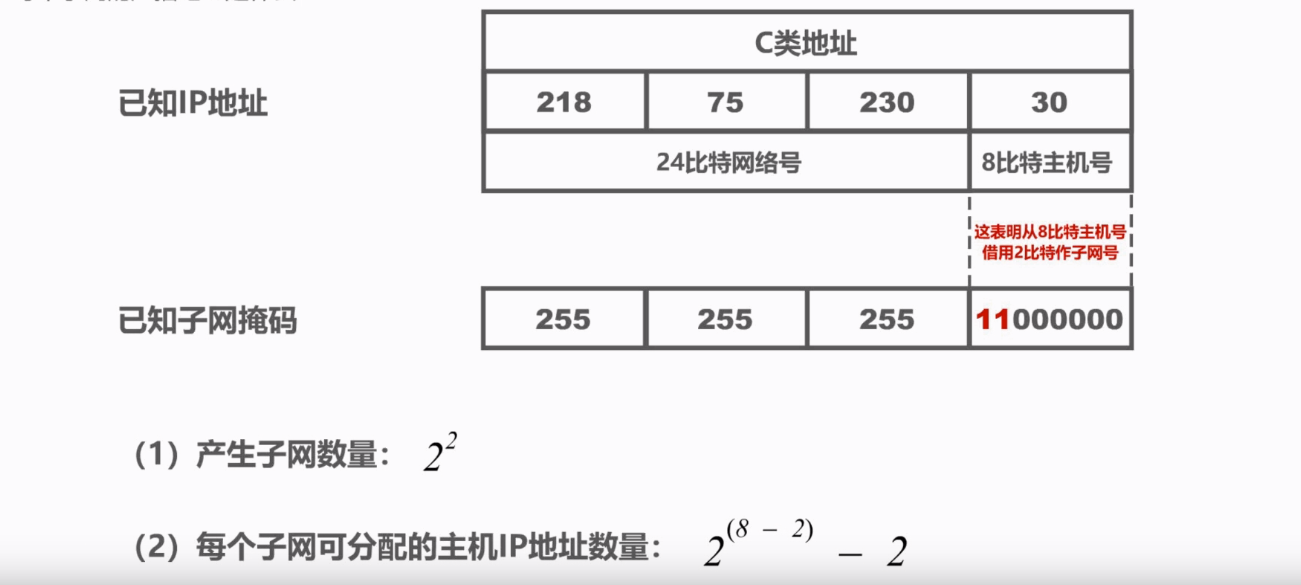 C类地址
已知IP地址 218 75 230 30
24比特网络号 8比特主机号
这表明从8比特主机号
借用2比特作子网号
已知子网掩码 255 255 255 11000000
（1）产生子网数量： 2^2
（2）每个子网可分配的主机IP地址数量： 2^(8 - 2) - 2